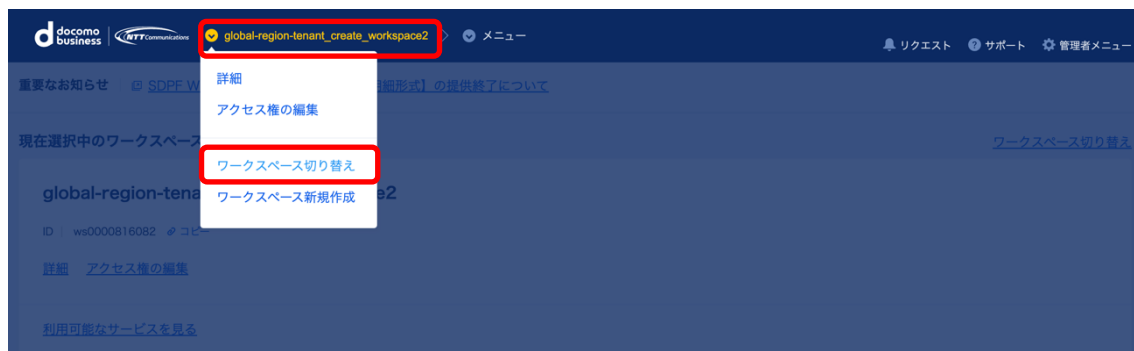 docomo business NTT Communications global-region-tenant_create_workspace2 メニュー リクエスト サポート 管理者メニュー
重要なお知らせ SDPF W 細形式】の提供終了について
詳細
アクセス権の編集
現在選択中のワークスペース ワークスペース切り替え
ワークスペース切り替え
ワークスペース新規作成
global-region-tena e2
ID ws0000816082 コピー
詳細 アクセス権の編集
利用可能なサービスを見る